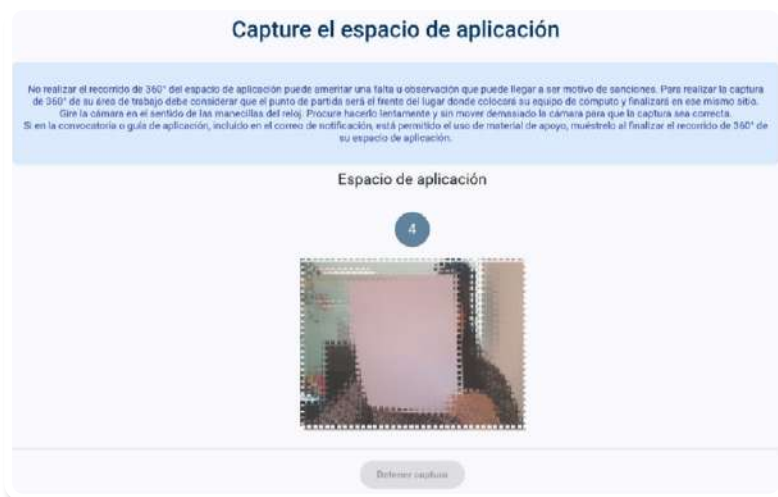 Capture el espacio de aplicación
No realizar el recorrido de 360° del espacio de aplicación puede ameritar una falta u observación que puede llegar a ser motivo de sanciones. Para realizar la captura
de 360° de su área de trabajo debe considerar que el punto de partida será el frente del lugar donde colocará su equipo de computo y finalizará en ese mismo sitio.
Gire la cámara en el sentido de las manecillas del reloj. Procure hacerlo lentamente y sin mover demasiado la cámara para que la captura sea correcta.
Si en la convocatoria o guía de aplicación, incluido en el correo de notificación, está permitido el uso de material de apoyo, muéstrelo al finalizar el recorrido de 360° de
su espacio de aplicación.
Espacio de aplicación
4
Detener captura